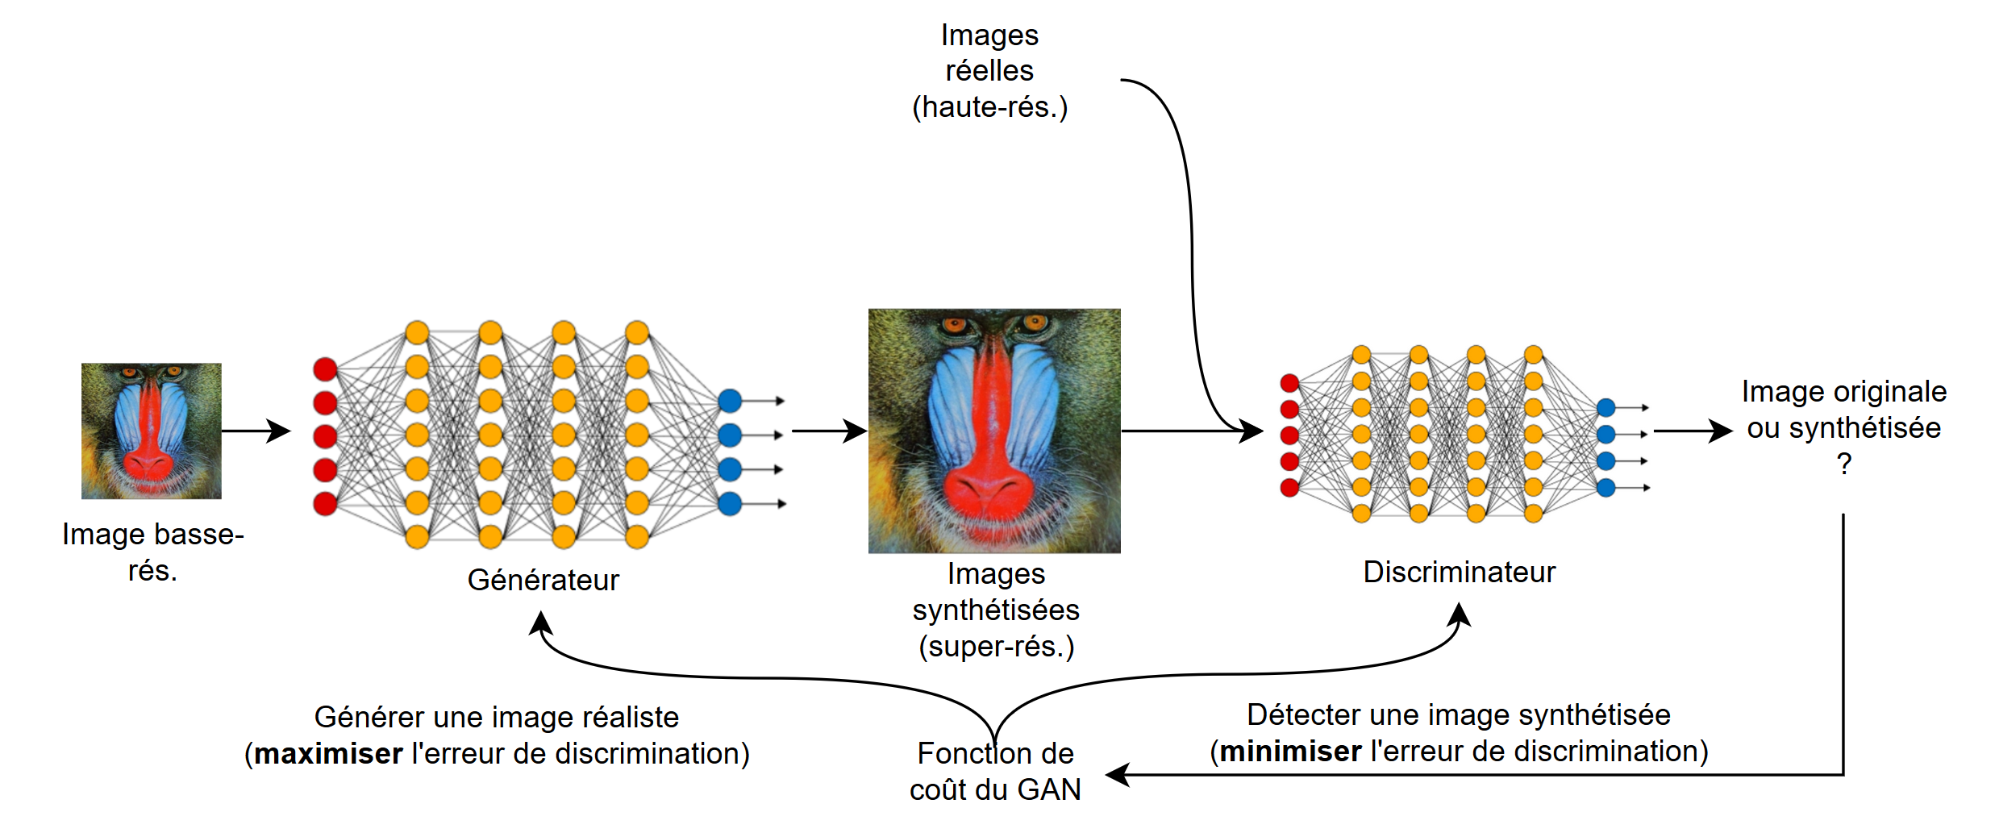 Images
réelles
(haute-rés.)
Image basse-
rés.
Générateur
Images
synthétisées
(super-rés.)
Discriminateur
Image originale
ou synthétisée
?
Générer une image réaliste
(maximiser l'erreur de discrimination)
Fonction de
coût du GAN
Détecter une image synthétisée
(minimiser l'erreur de discrimination)